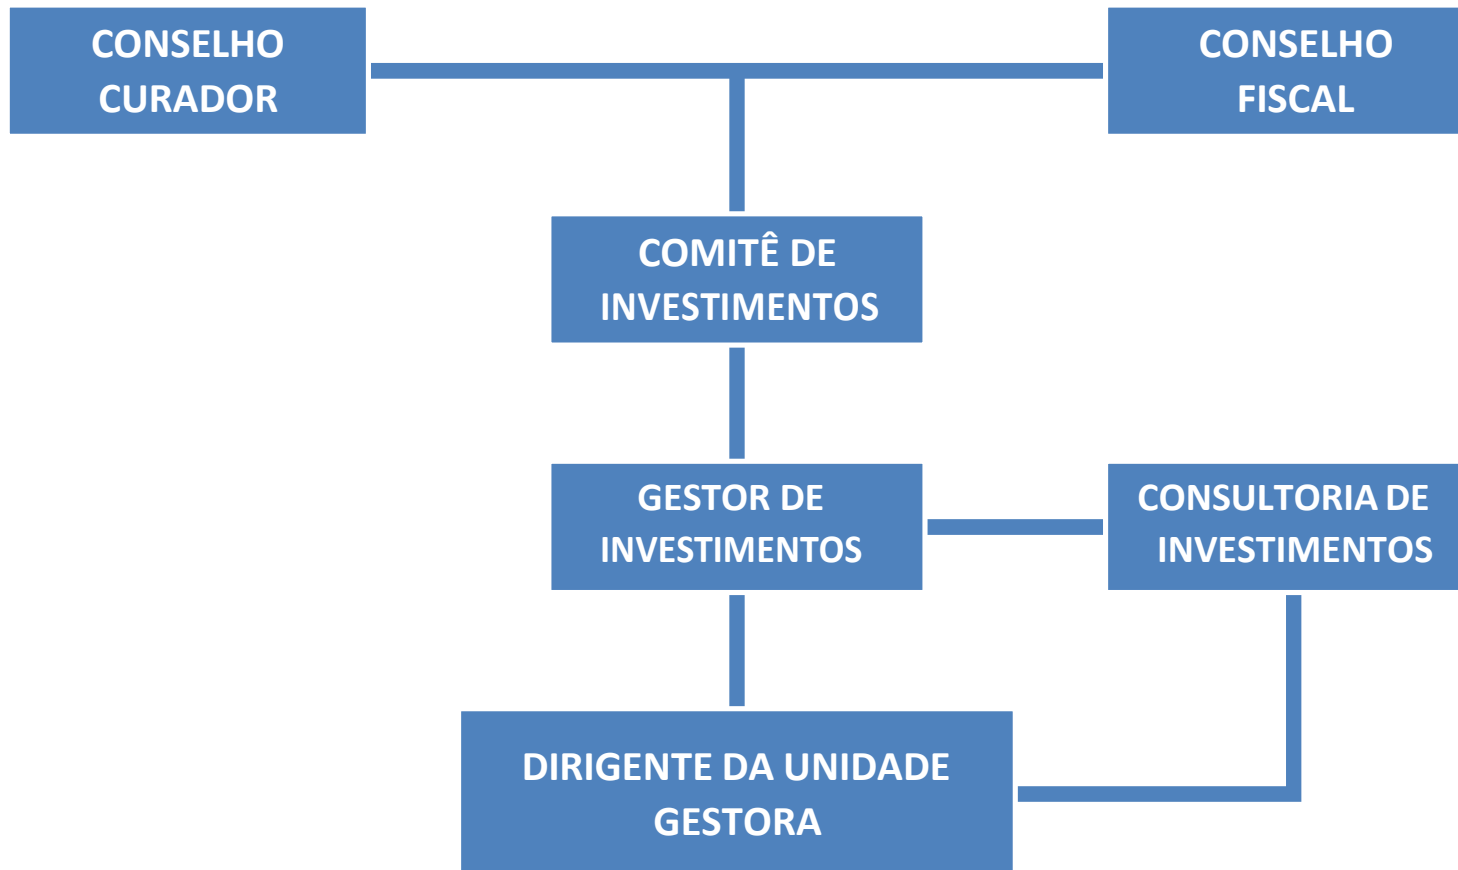 CONSELHO
CURADOR
CONSELHO
FISCAL
COMITÊ DE
INVESTIMENTOS
GESTOR DE
INVESTIMENTOS
CONSULTORIA DE
INVESTIMENTOS
DIRIGENTE DA UNIDADE
GESTORA